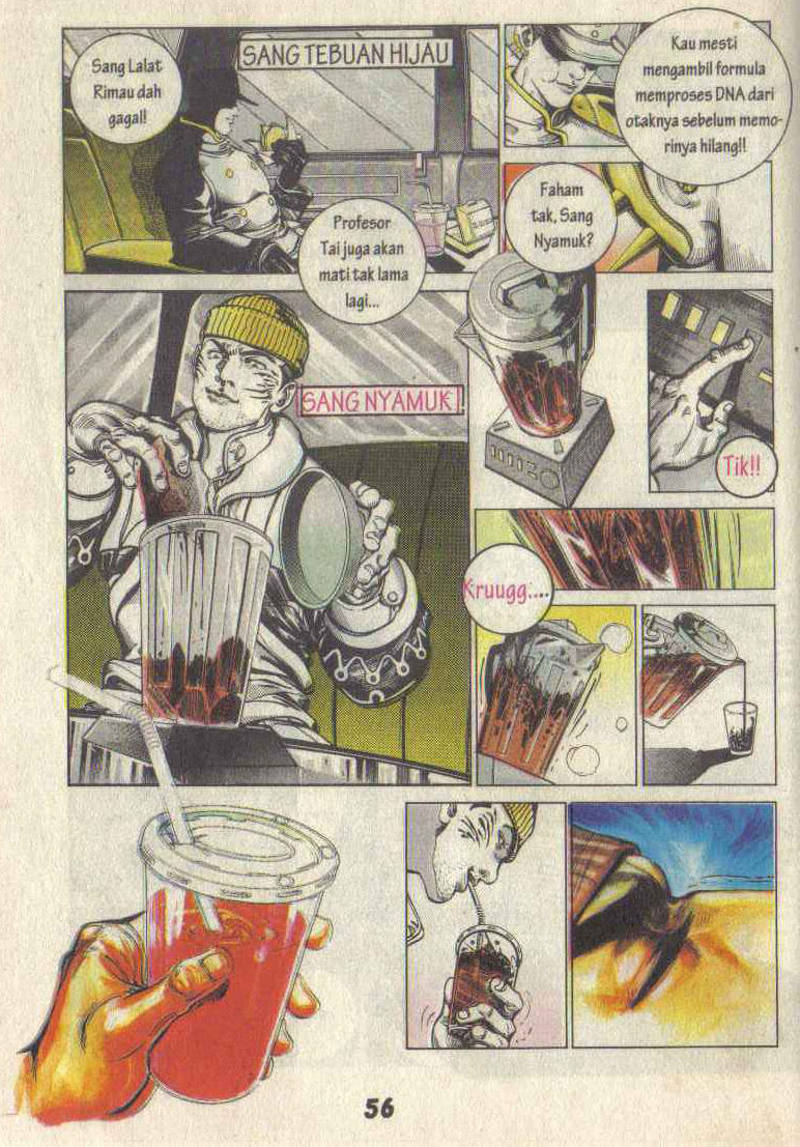 Sang Lalat
Rimau dah
gagal!
SANG TEBUAN HIJAU
Kau mesti
mengambil formula
memproses DNA dari
otaknya sebelum memo-
rinya hilang!!
Profesor
Tai juga akan
mati tak lama
lagi...
Faham
tak, Sang
Nyamuk?
SANG NYAMUK!!
Tik!!
Kruugg....
56